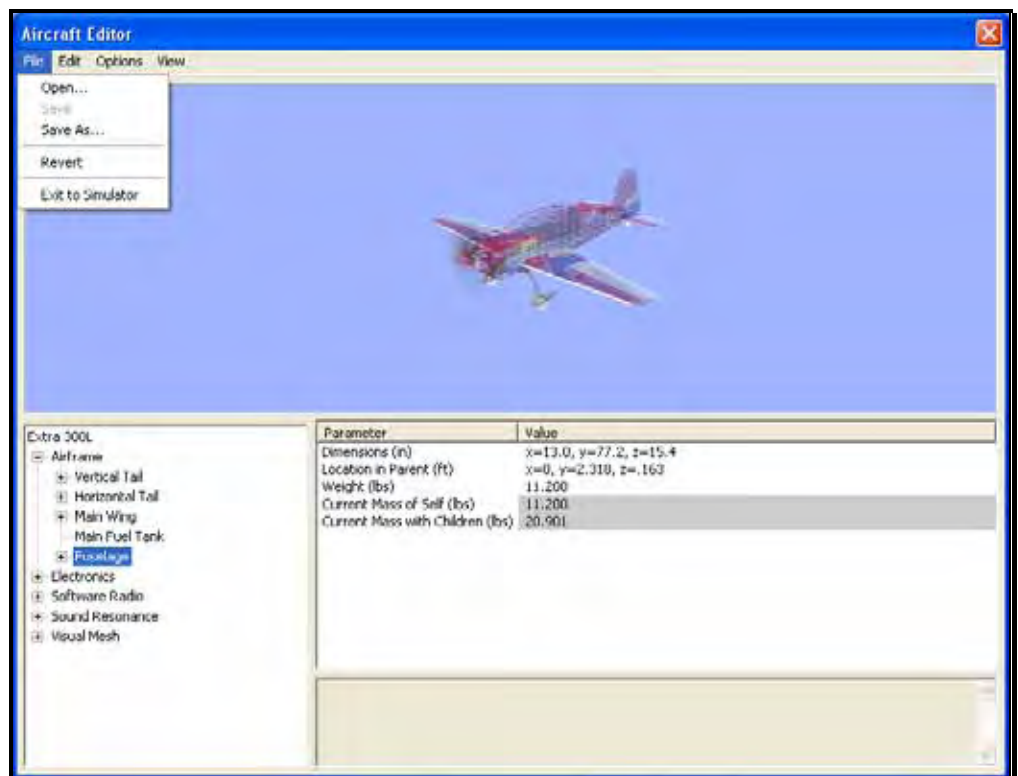 Aircraft Editor
File Edit Options View
Open...
Save
Save As...
Revert
Exit to Simulator
Extra 300L
Airframe
Vertical Tail
Horizontal Tail
Main Wing
Main Fuel Tank
Fuselage
Electronics
Software Radio
Sound Resonance
Visual Mesh
Parameter Value
Dimensions (in) x=13.0, y=77.2, z=15.4
Location in Parent (ft) x=0, y=2.318, z=.163
Weight (lbs) 11.200
Current Mass of Self (lbs) 11.200
Current Mass with Children (lbs) 20.901